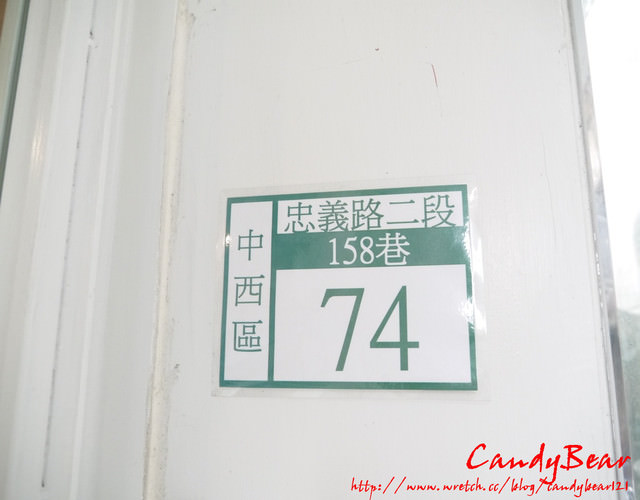 中西區
忠義路二段
158巷
74
CandyBear
http://www.wretch.cc/blog/candybear121